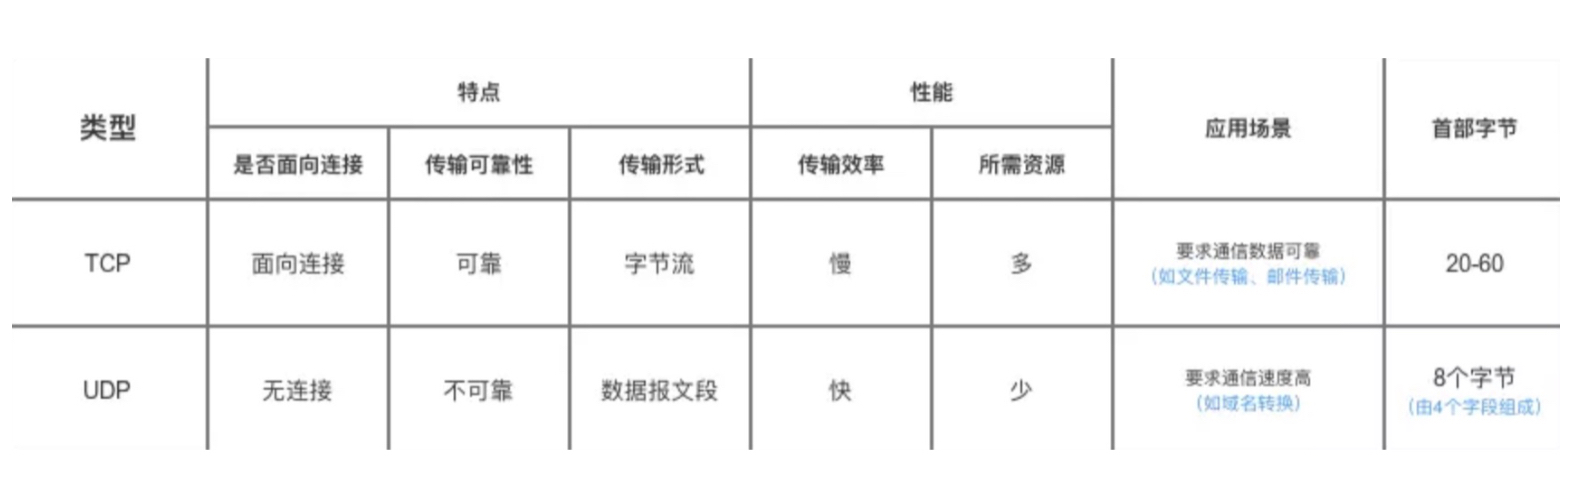 类型
特点
性能
应用场景
首部字节
是否面向连接
传输可靠性
传输形式
传输效率
所需资源
TCP
面向连接
可靠
字节流
慢
多
要求通信数据可靠
（如文件传输、邮件传输）
20-60
UDP
无连接
不可靠
数据报文段
快
少
要求通信速度高
（如域名转换）
8个字节
（由4个字段组成）